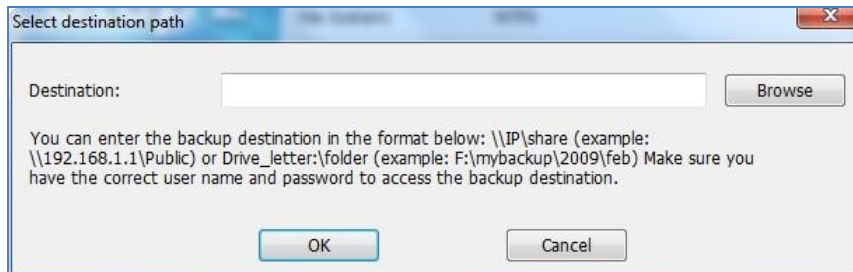 Select destination path
Destination:
Browse
You can enter the backup destination in the format below: \\IP\share (example:
\\192.168.1.1\Public) or Drive_letter:\folder (example: F:\mybackup\2009\feb) Make sure you
have the correct user name and password to access the backup destination.
OK
Cancel